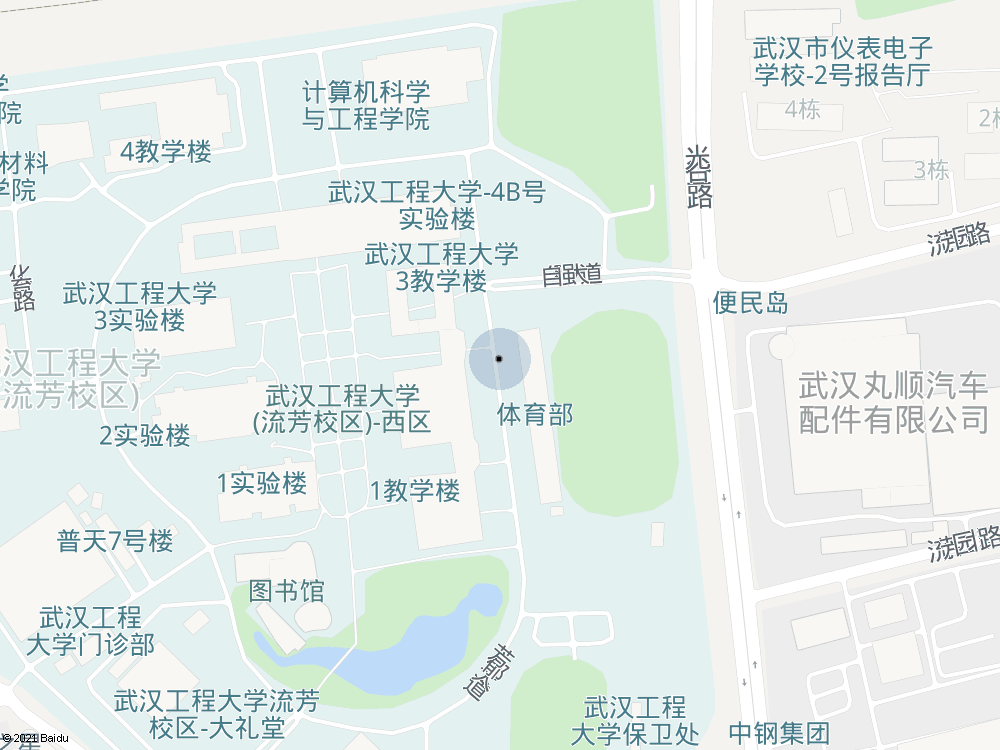 武汉市仪表电子
学校-2号报告厅
计算机科学
与工程学院
学
院
4栋
2栋
4教学楼
材料
学院
光谷路
3栋
武汉工程大学-4B号
实验楼
武汉工程大学
3教学楼
流芳园路
自强大道
武汉工程大学
3实验楼
便民岛
汉工程大学
流芳校区)
武汉工程大学
(流芳校区)-西区
武汉丸顺汽车
配件有限公司
体育部
2实验楼
1实验楼
1教学楼
普天7号楼
流芳园路
图书馆
武汉工程
大学门诊部
武汉工程大学流芳
校区-大礼堂
武汉工程
大学保卫处
中钢集团
© 2021 Baidu